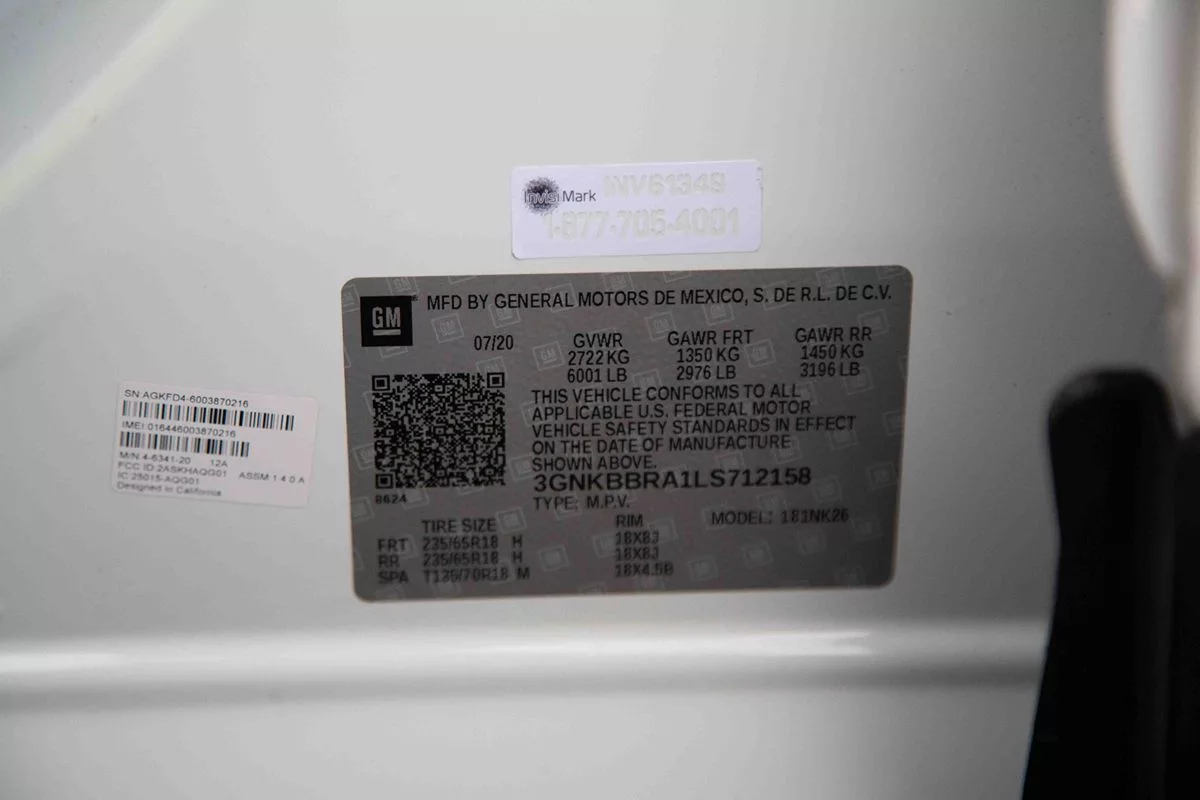 InvisiMark INV61349
1-877-705-4001
GM
MFD BY GENERAL MOTORS DE MEXICO, S. DE R.L. DE C.V.
07/20 GVWR GAWR FRT GAWR RR
2722 KG 1350 KG 1450 KG
6001 LB 2976 LB 3196 LB
THIS VEHICLE CONFORMS TO ALL
APPLICABLE U.S. FEDERAL MOTOR
VEHICLE SAFETY STANDARDS IN EFFECT
ON THE DATE OF MANUFACTURE
SHOWN ABOVE.
3GNKBBRA1LS712158
8624
TYPE: M.P.V.
TIRE SIZE RIM MODEL: 181NK26
FRT 235/65R18 H 18X8J
RR 235/65R18 H 18X8J
SPA T135/70R18 M 18X4.5B
SN:AGKFD4-6003870216
IMEI:016446003870216
M/N:4-6341-20 12A
FCC ID:2ASKHAQG01 ASSM 1 4 0 A
IC:25015-AQG01
Designed in California